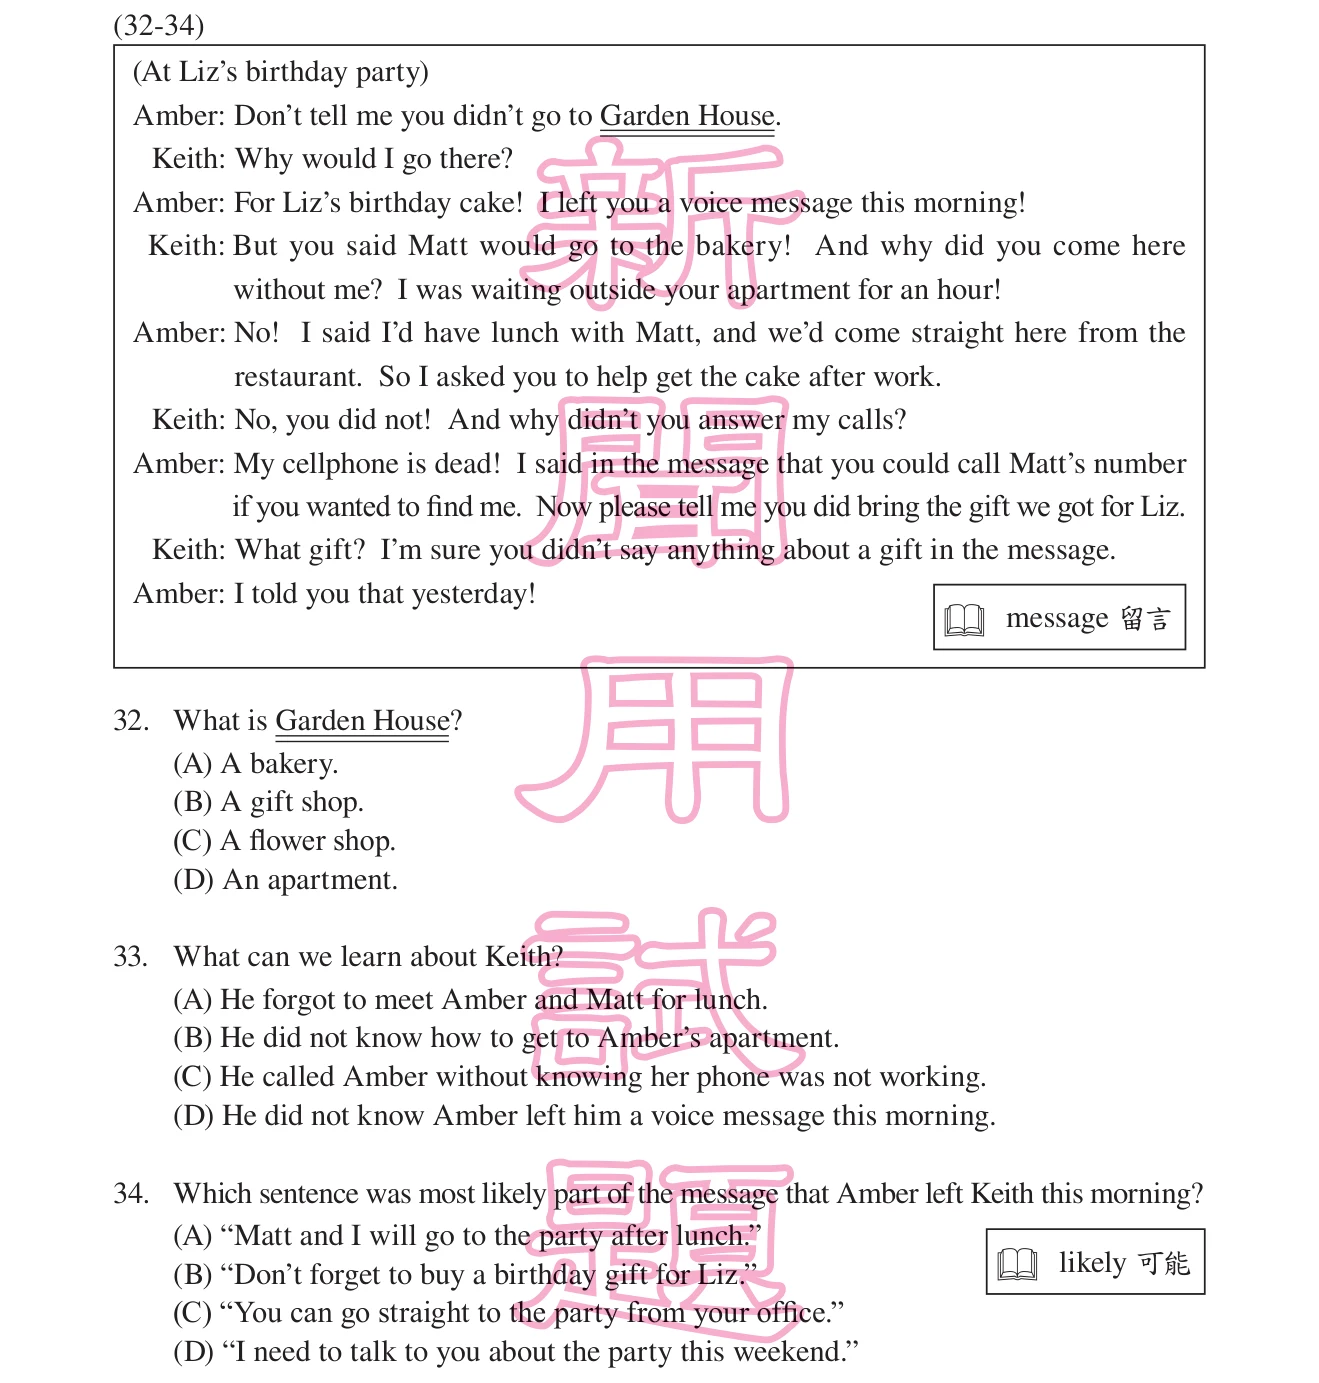 (32-34)
(At Liz’s birthday party)
Amber: Don’t tell me you didn’t go to Garden House.
Keith: Why would I go there?
Amber: For Liz’s birthday cake! I left you a voice message this morning!
Keith: But you said Matt would go to the bakery! And why did you come here
without me? I was waiting outside your apartment for an hour!
Amber: No! I said I’d have lunch with Matt, and we’d come straight here from the
restaurant. So I asked you to help get the cake after work.
Keith: No, you did not! And why didn’t you answer my calls?
Amber: My cellphone is dead! I said in the message that you could call Matt’s number
if you wanted to find me. Now please tell me you did bring the gift we got for Liz.
Keith: What gift? I’m sure you didn’t say anything about a gift in the message.
Amber: I told you that yesterday!
message 留言
32. What is Garden House?
(A) A bakery.
(B) A gift shop.
(C) A flower shop.
(D) An apartment.
33. What can we learn about Keith?
(A) He forgot to meet Amber and Matt for lunch.
(B) He did not know how to get to Amber’s apartment.
(C) He called Amber without knowing her phone was not working.
(D) He did not know Amber left him a voice message this morning.
34. Which sentence was most likely part of the message that Amber left Keith this morning?
(A) “Matt and I will go to the party after lunch.”
(B) “Don’t forget to buy a birthday gift for Liz.”
(C) “You can go straight to the party from your office.”
(D) “I need to talk to you about the party this weekend.”
likely 可能
新聞用試題